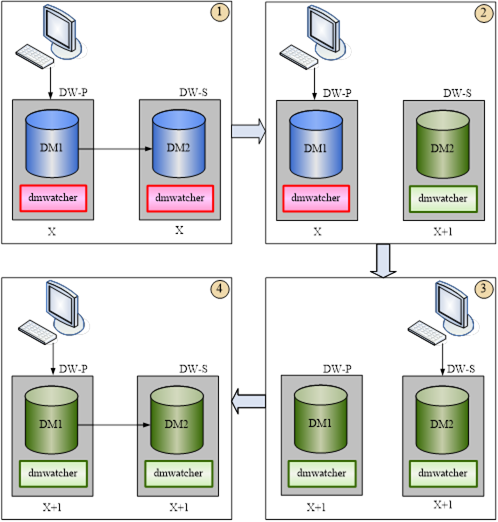 1
DW-P DW-S
DM1 DM2
dmwatcher dmwatcher
X X
2
DW-P DW-S
DM1 DM2
dmwatcher dmwatcher
X X+1
4
DW-P DW-S
DM1 DM2
dmwatcher dmwatcher
X+1 X+1
3
DW-P DW-S
DM1 DM2
dmwatcher dmwatcher
X+1 X+1